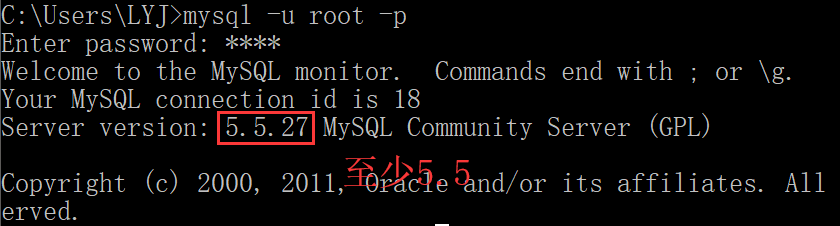 C:\Users\LYJ>mysql -u root -p
Enter password: ****
Welcome to the MySQL monitor.  Commands end with ; or \g.
Your MySQL connection id is 18
Server version: 5.5.27 MySQL Community Server (GPL)
至少5.5
Copyright (c) 2000, 2011, Oracle and/or its affiliates. All
erved.